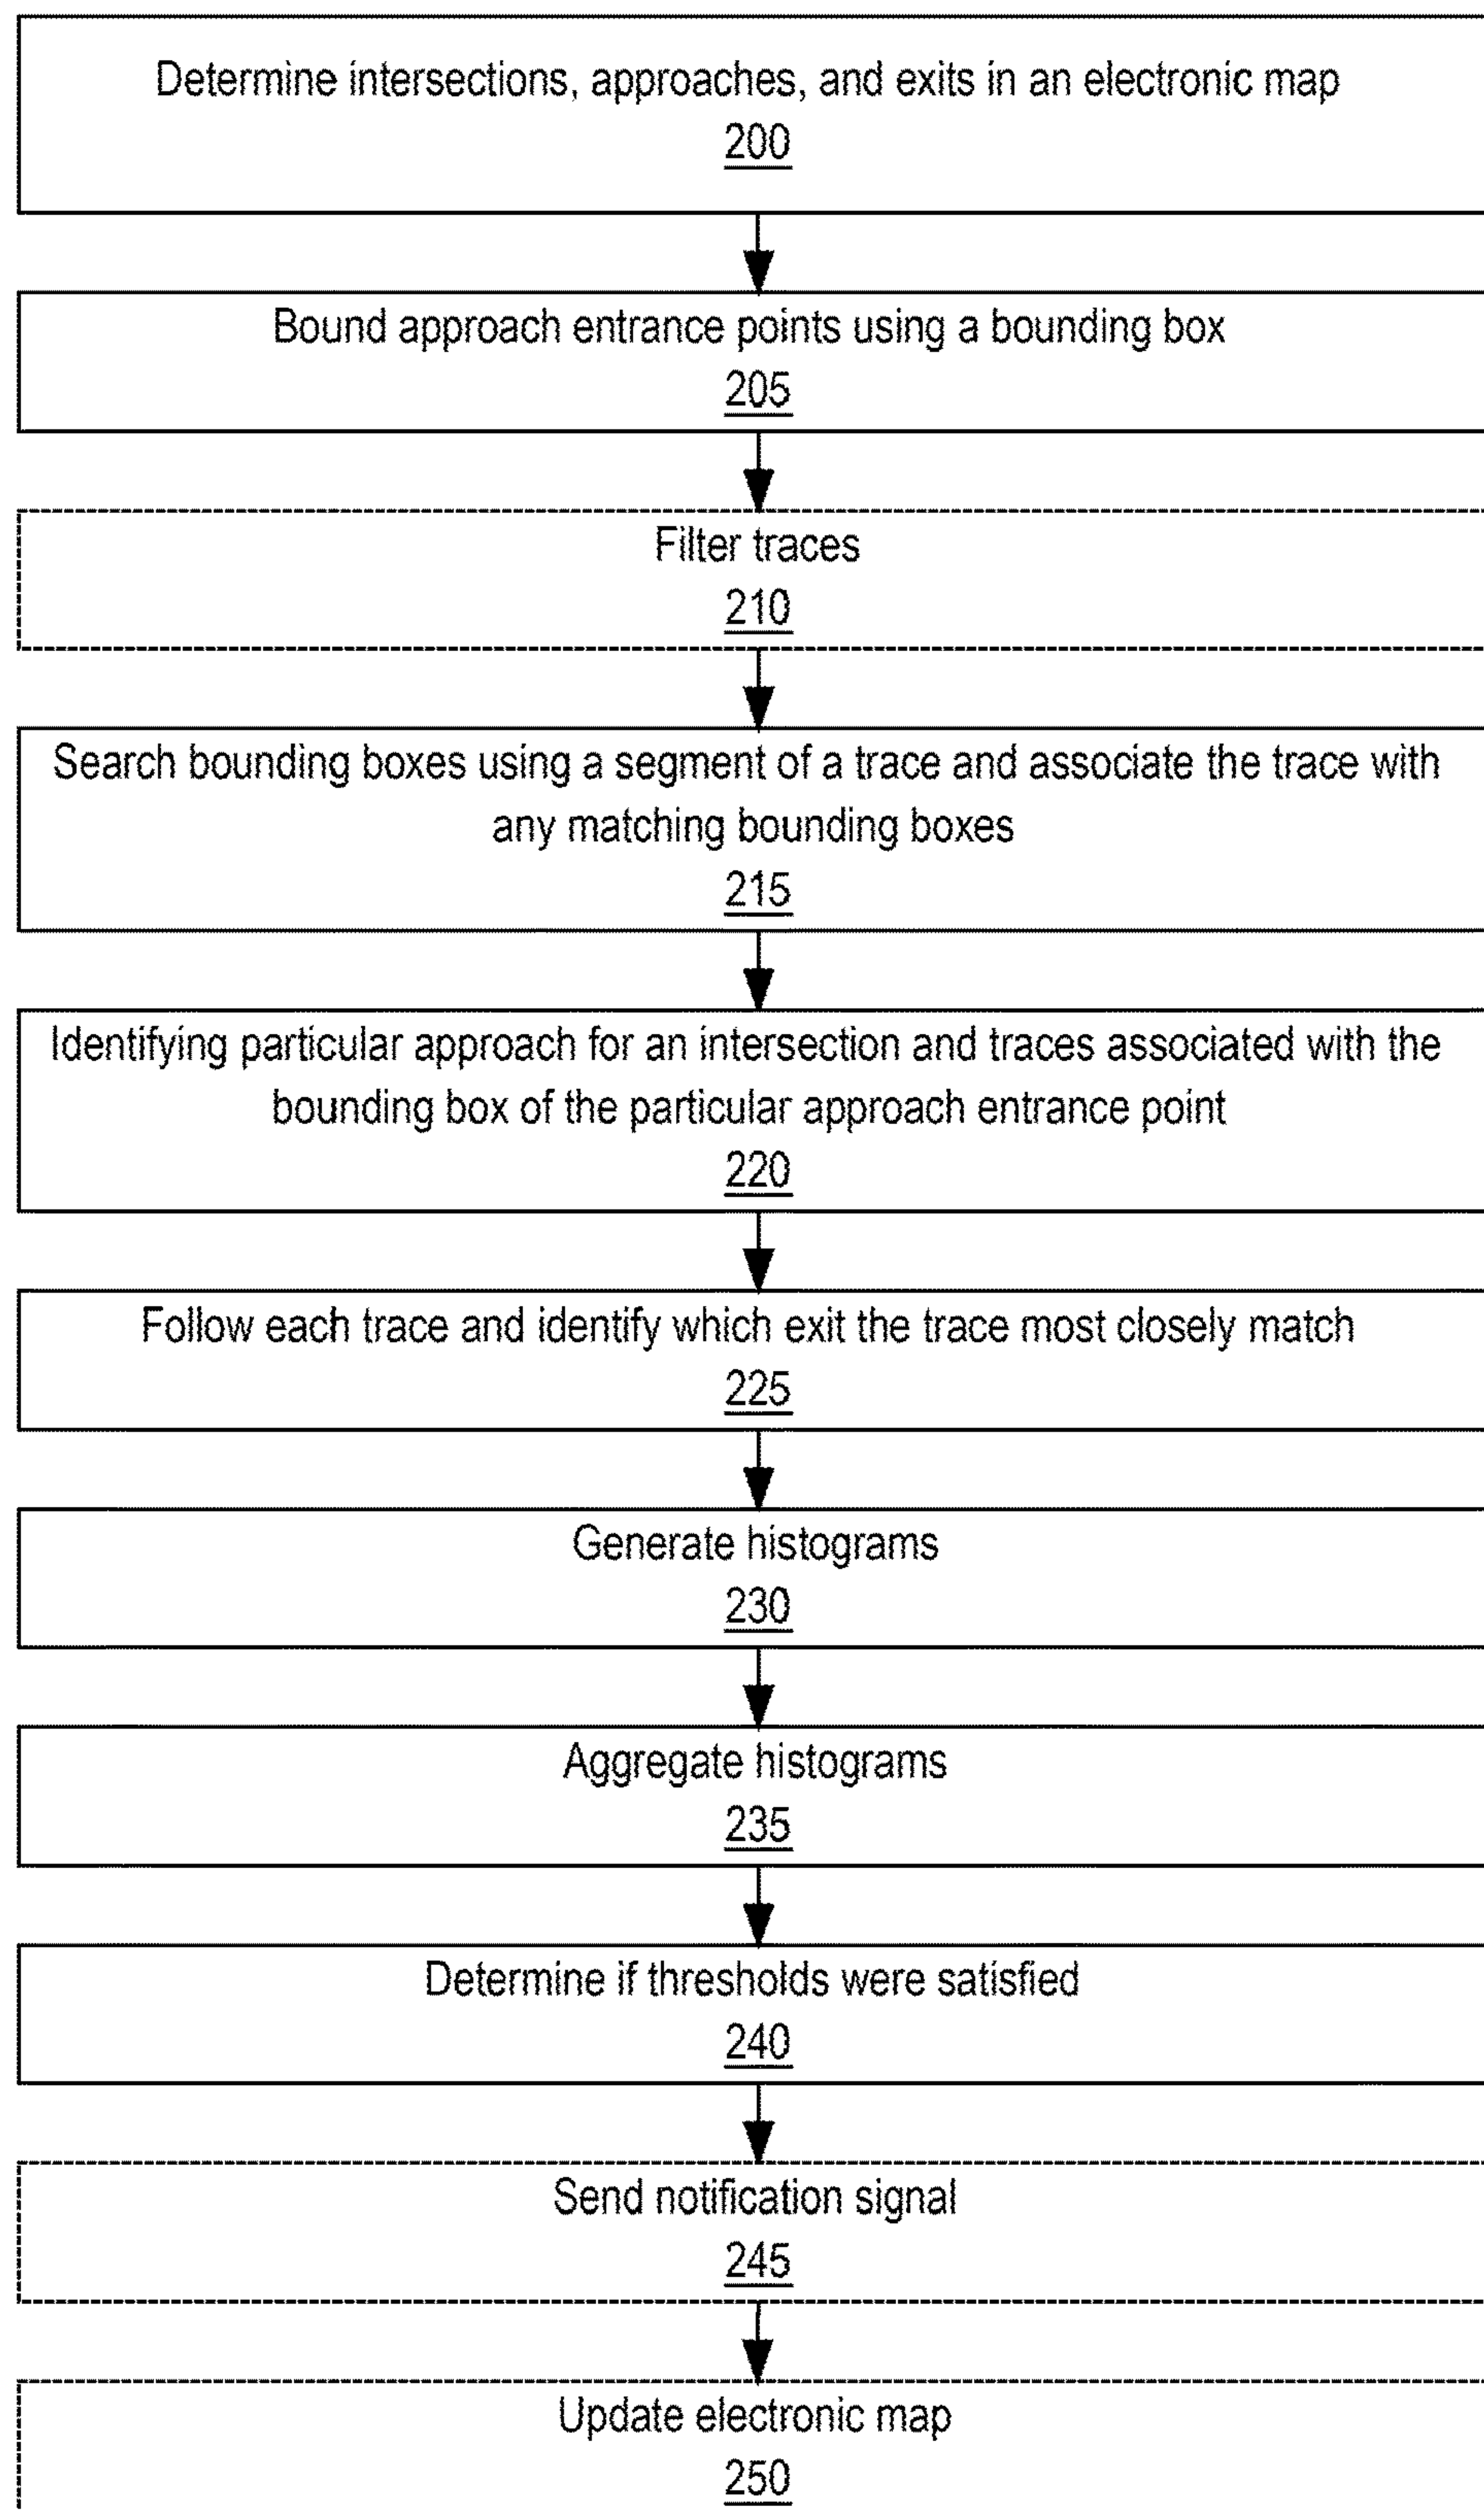 Determine intersections, approaches, and exits in an electronic map
200
Bound approach entrance points using a bounding box
205
Filter traces
210
Search bounding boxes using a segment of a trace and associate the trace with
any matching bounding boxes
215
Identifying particular approach for an intersection and traces associated with the
bounding box of the particular approach entrance point
220
Follow each trace and identify which exit the trace most closely match
225
Generate histograms
230
Aggregate histograms
235
Determine if thresholds were satisfied
240
Send notification signal
245
Update electronic map
250